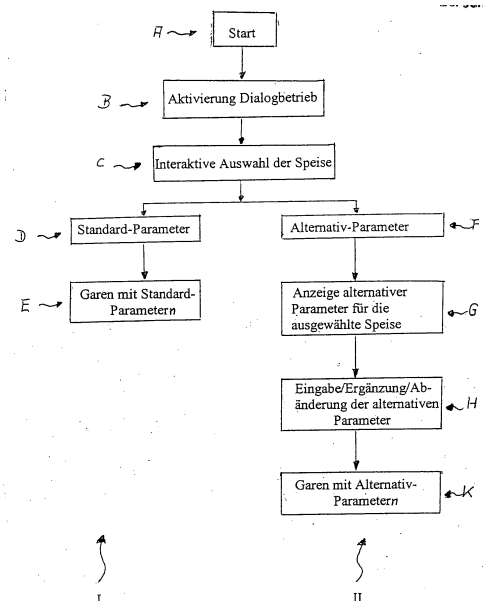 A
Start
B
Aktivierung Dialogbetrieb
C
Interaktive Auswahl der Speise
D
Standard-Parameter
Alternativ-Parameter
F
E
Garen mit Standard-
Parametern
Anzeige alternativer
Parameter für die
ausgewählte Speise
G
Eingabe/Ergänzung/Ab-
änderung der alternativen
Parameter
H
Garen mit Alternativ-
Parametern
K
I
II